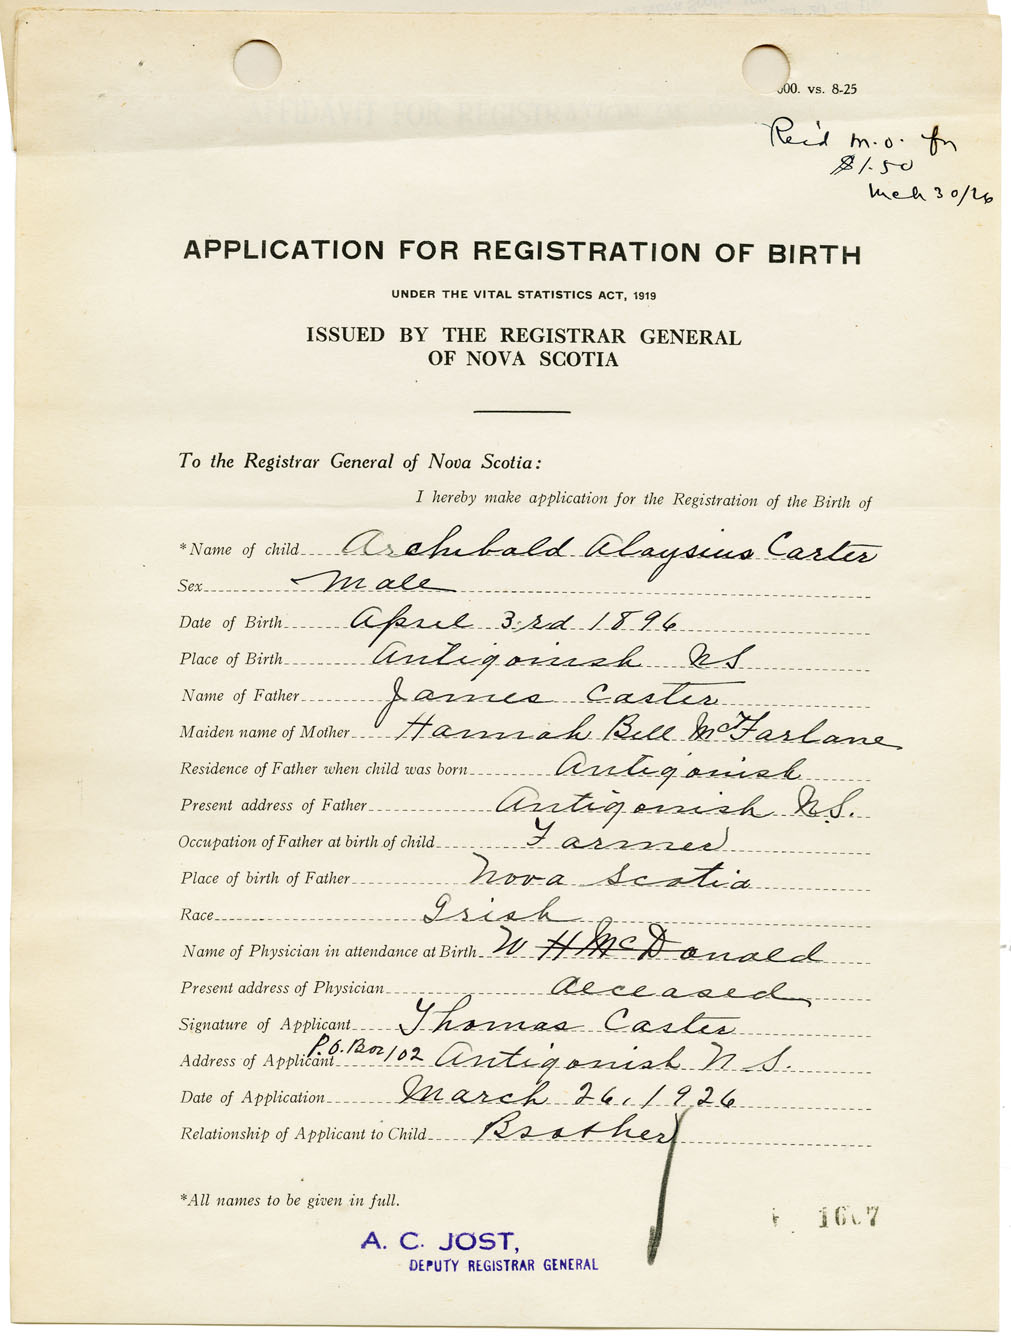 000. vs. 8-25
Rec'd M.O. for
$1.50
Mch 30/26
APPLICATION FOR REGISTRATION OF BIRTH
UNDER THE VITAL STATISTICS ACT, 1919
ISSUED BY THE REGISTRAR GENERAL
OF NOVA SCOTIA
To the Registrar General of Nova Scotia:
I hereby make application for the Registration of the Birth of
*Name of child Archibald Aloysius Carter
Sex Male
Date of Birth April 3rd 1896
Place of Birth Antigonish NS
Name of Father James Carter
Maiden name of Mother Hannah Bell McFarlane
Residence of Father when child was born Antigonish
Present address of Father Antigonish N.S.
Occupation of Father at birth of child Farmer
Place of birth of Father Nova Scotia
Race Irish
Name of Physician in attendance at Birth W H McDonald
Present address of Physician deceased
Signature of Applicant Thomas Carter
Address of Applicant P.O. Box 102 Antigonish N.S.
Date of Application March 26, 1926
Relationship of Applicant to Child Brother
*All names to be given in full.
A. C. JOST,
DEPUTY REGISTRAR GENERAL